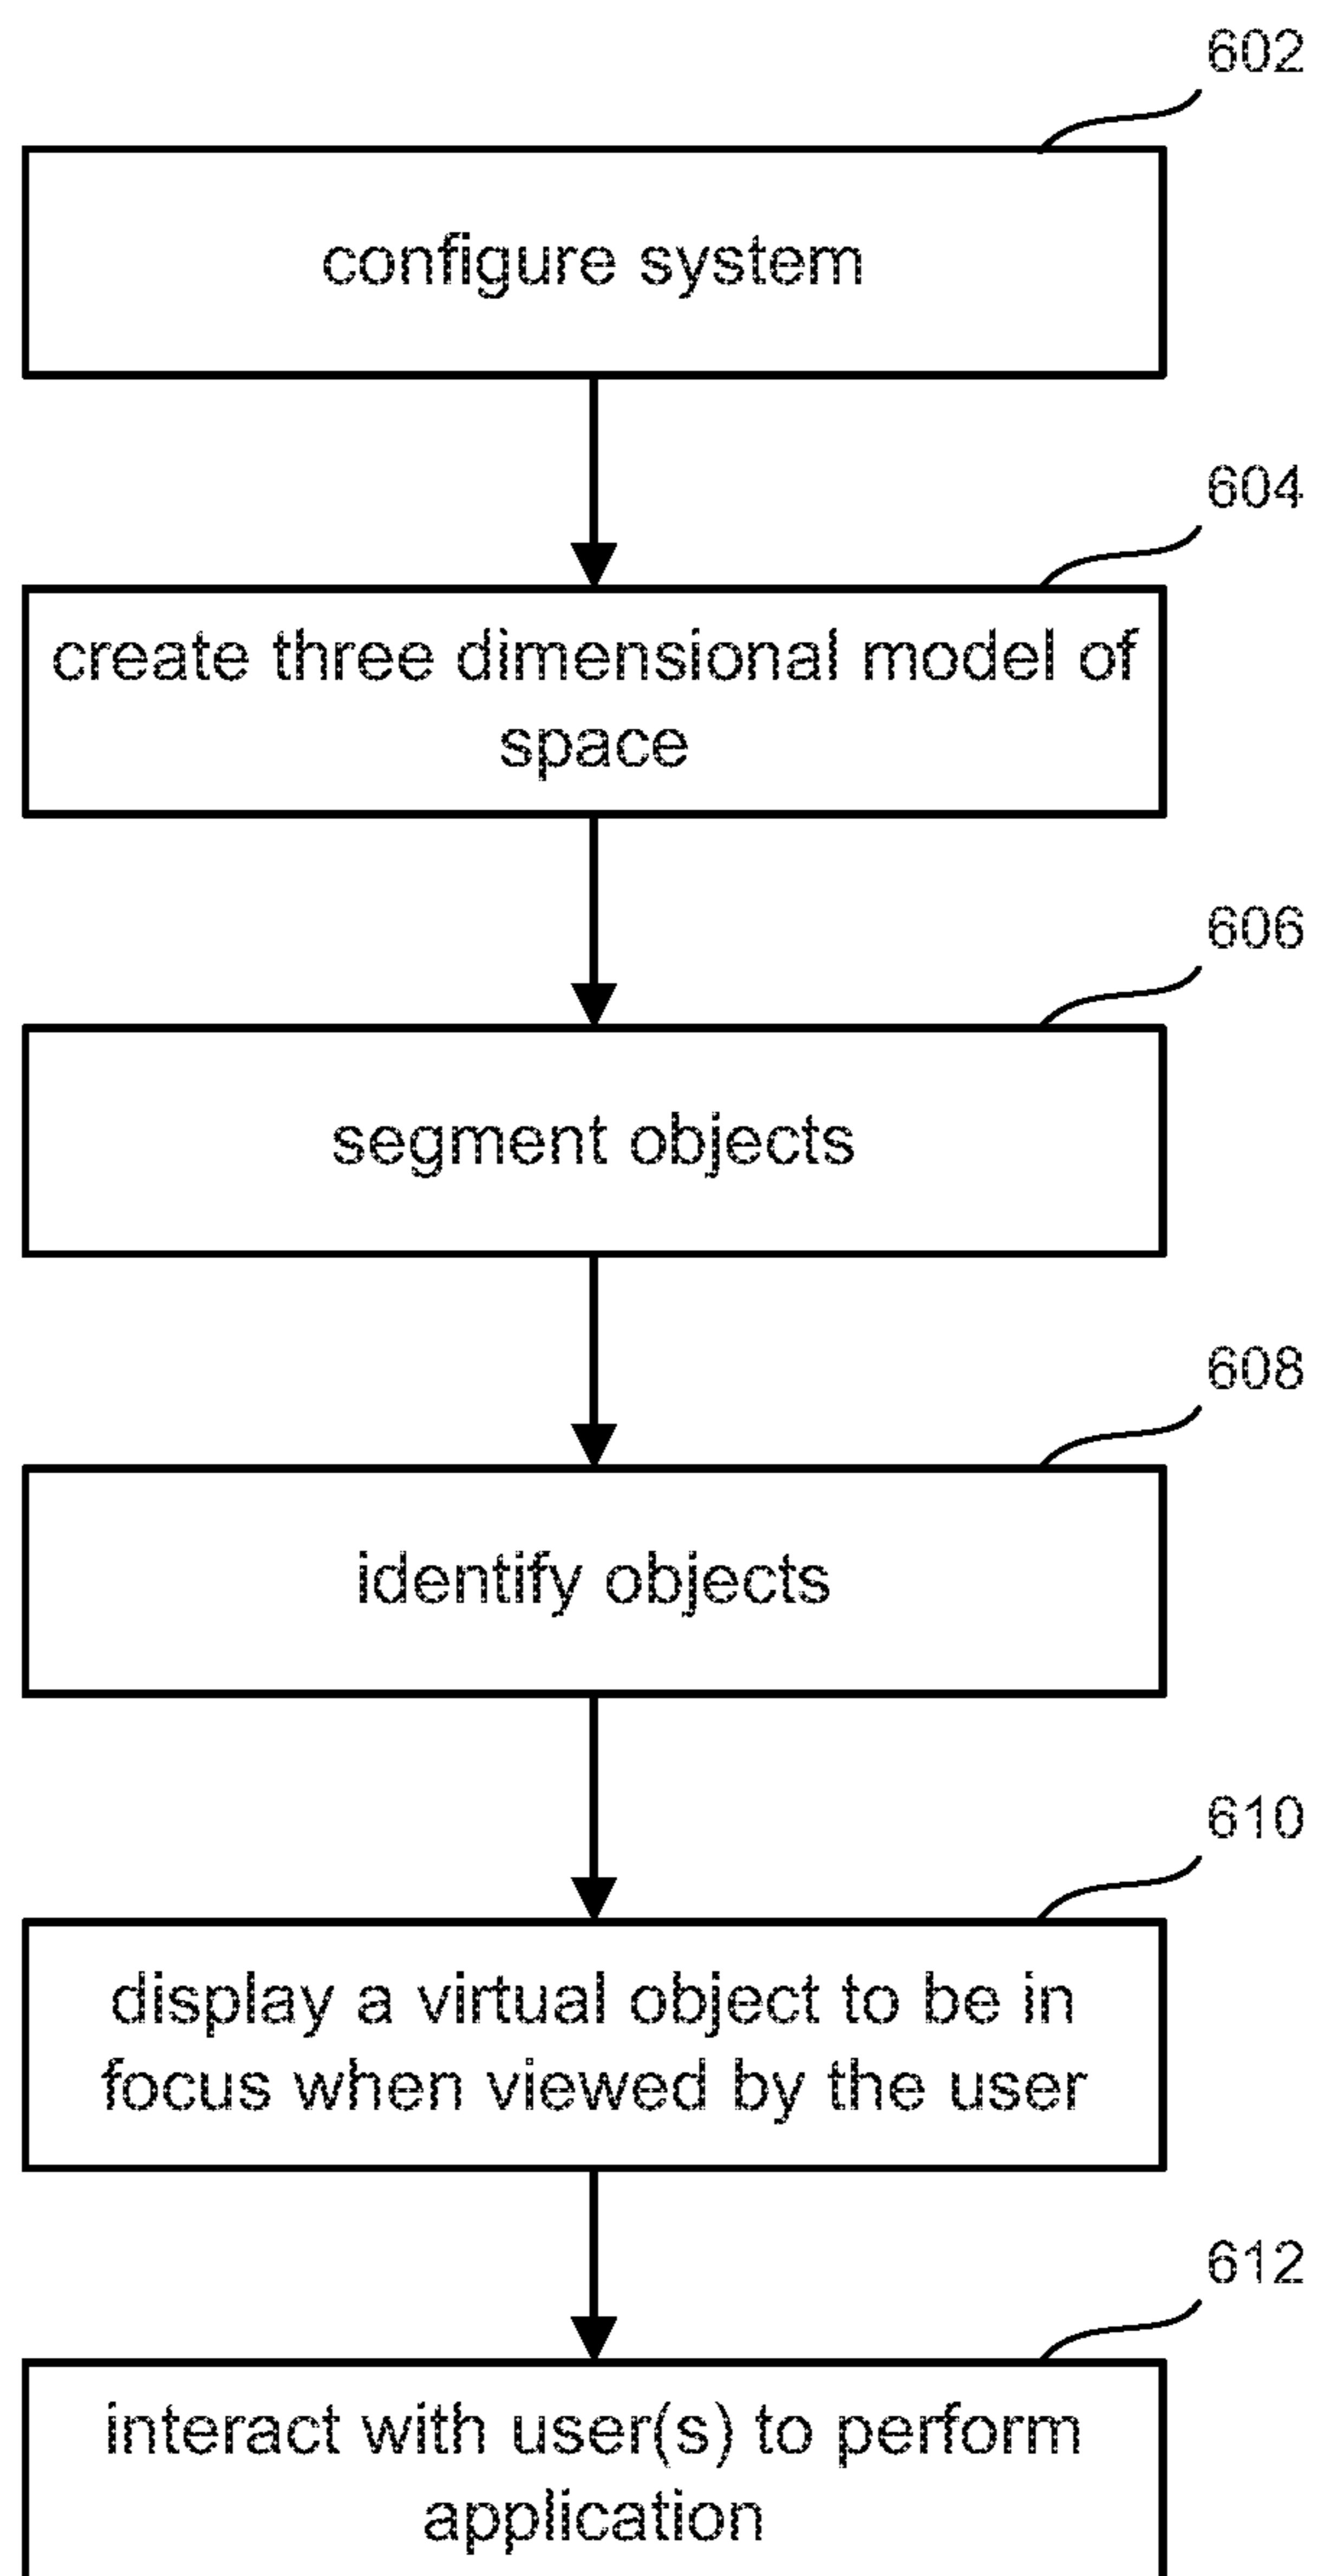 602
configure system
604
create three dimensional model of
space
606
segment objects
608
identify objects
610
display a virtual object to be in
focus when viewed by the user
612
interact with user(s) to perform
application